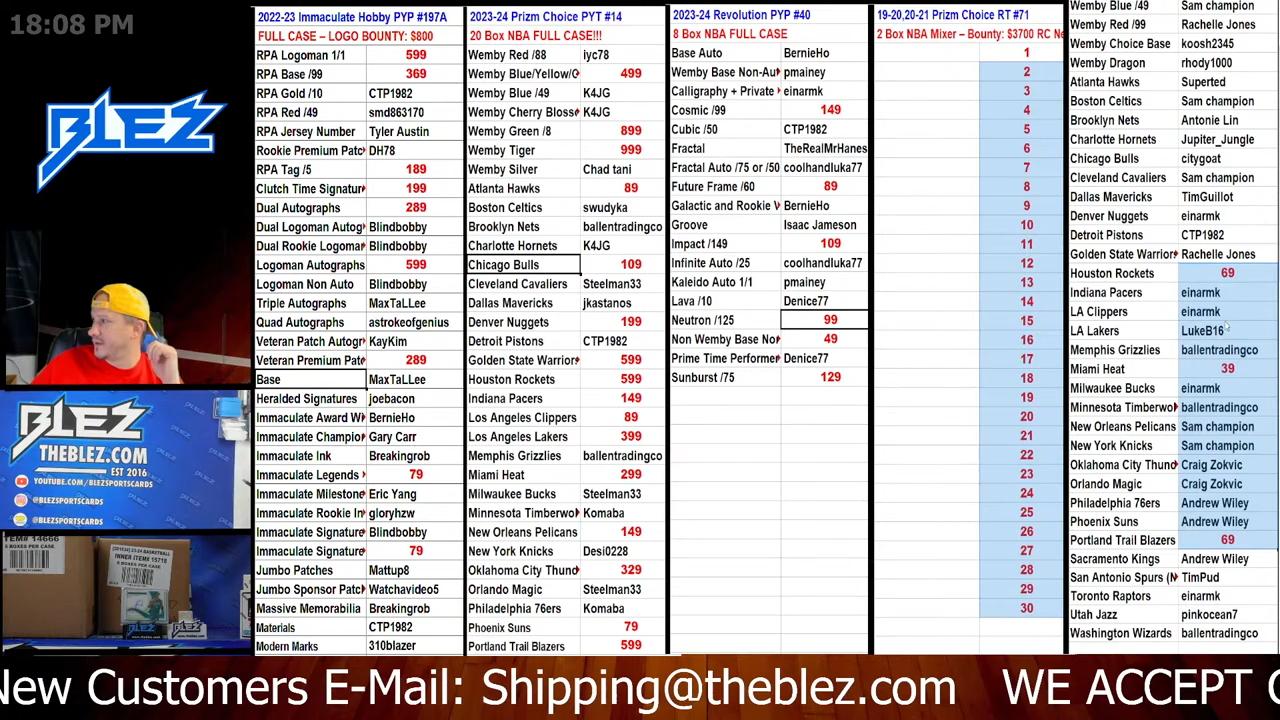 18:08 PM
BLEZ
BLEZ
THEBLEZ.COM
EST 2016
YOUTUBE.COM/BLEZSPORTSCARDS
@BLEZSPORTSCARDS
@BLEZSPORTSCARDS
ITEM# 14666
6 BOXES PER CASE
INNER ITEM# 15718
8 BOXES PER CASE
BLEZ
2022-23 Immaculate Hobby PYP #197A
FULL CASE – LOGO BOUNTY: $800
RPA Logoman 1/1 599
RPA Base /99 369
RPA Gold /10 CTP1982
RPA Red /49 smd863170
RPA Jersey Number Tyler Austin
Rookie Premium Patc DH78
RPA Tag /5 189
Clutch Time Signatur 199
Dual Autographs 289
Dual Logoman Autog Blindbobby
Dual Rookie Logoma Blindbobby
Logoman Autographs 599
Logoman Non Auto Blindbobby
Triple Autographs MaxTaLLee
Quad Autographs astrokeofgenius
Veteran Patch Autogr KayKim
Veteran Premium Pat 289
Base MaxTaLLee
Heralded Signatures joebacon
Immaculate Award W BernieHo
Immaculate Champio Gary Carr
Immaculate Ink Breakingrob
Immaculate Legends 79
Immaculate Milestone Eric Yang
Immaculate Rookie In gloryhzw
Immaculate Signature Blindbobby
Immaculate Signature 79
Jumbo Patches Mattup8
Jumbo Sponsor Patc Watchavideo5
Massive Memorabilia Breakingrob
Materials CTP1982
Modern Marks 310blazer
2023-24 Prizm Choice PYT #14
20 Box NBA FULL CASE!!!
Wemby Red /88 iyc78
Wemby Blue/Yellow/G 499
Wemby Blue /49 K4JG
Wemby Cherry Blosso K4JG
Wemby Green /8 899
Wemby Tiger 999
Wemby Silver Chad tani
Atlanta Hawks 89
Boston Celtics swudyka
Brooklyn Nets ballentradingco
Charlotte Hornets K4JG
Chicago Bulls 109
Cleveland Cavaliers Steelman33
Dallas Mavericks jkastanos
Denver Nuggets 199
Detroit Pistons CTP1982
Golden State Warrior 599
Houston Rockets 599
Indiana Pacers 149
Los Angeles Clippers 89
Los Angeles Lakers 399
Memphis Grizzlies ballentradingco
Miami Heat 299
Milwaukee Bucks Steelman33
Minnesota Timberwo Komaba
New Orleans Pelicans 149
New York Knicks Desi0228
Oklahoma City Thund 329
Orlando Magic Steelman33
Philadelphia 76ers Komaba
Phoenix Suns 79
Portland Trail Blazers 599
2023-24 Revolution PYP #40
8 Box NBA FULL CASE
Base Auto BernieHo
Wemby Base Non-Au pmainey
Calligraphy + Private einarmk
Cosmic /99 149
Cubic /50 CTP1982
Fractal TheRealMrHanes
Fractal Auto /75 or /50 coolhandluka77
Future Frame /60 89
Galactic and Rookie V BernieHo
Groove Isaac Jameson
Impact /149 109
Infinite Auto /25 coolhandluka77
Kaleido Auto 1/1 pmainey
Lava /10 Denice77
Neutron /125 99
Non Wemby Base No 49
Prime Time Performer Denice77
Sunburst /75 129
19-20,20-21 Prizm Choice RT #71
2 Box NBA Mixer – Bounty: $3700 RC Ne
1
2
3
4
5
6
7
8
9
10
11
12
13
14
15
16
17
18
19
20
21
22
23
24
25
26
27
28
29
30
Wemby Blue /49 Sam champion
Wemby Red /99 Rachelle Jones
Wemby Choice Base koosh2345
Wemby Dragon rhody1000
Atlanta Hawks Superted
Boston Celtics Sam champion
Brooklyn Nets Antonie Lin
Charlotte Hornets Jupiter_Jungle
Chicago Bulls citygoat
Cleveland Cavaliers Sam champion
Dallas Mavericks TimGuillot
Denver Nuggets einarmk
Detroit Pistons CTP1982
Golden State Warrior Rachelle Jones
Houston Rockets 69
Indiana Pacers einarmk
LA Clippers einarmk
LA Lakers LukeB16
Memphis Grizzlies ballentradingco
Miami Heat 39
Milwaukee Bucks einarmk
Minnesota Timberwo ballentradingco
New Orleans Pelicans Sam champion
New York Knicks Sam champion
Oklahoma City Thund Craig Zokvic
Orlando Magic Craig Zokvic
Philadelphia 76ers Andrew Wiley
Phoenix Suns Andrew Wiley
Portland Trail Blazers 69
Sacramento Kings Andrew Wiley
San Antonio Spurs (N TimPud
Toronto Raptors einarmk
Utah Jazz pinkocean7
Washington Wizards ballentradingco
New Customers E-Mail: Shipping@theblez.com WE ACCEPT